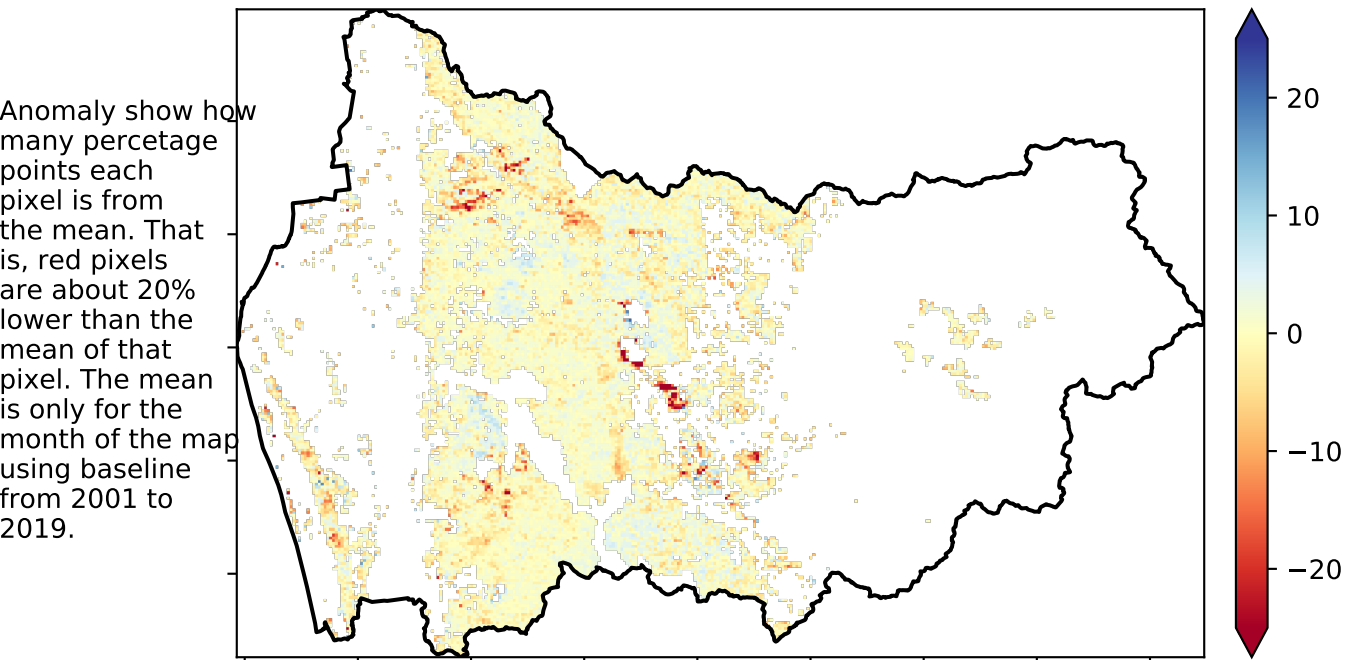 Anomaly show how
many percetage
points each
pixel is from
the mean. That
is, red pixels
are about 20%
lower than the
mean of that
pixel. The mean
is only for the
month of the map
using baseline
from 2001 to
2019.
20
10
0
−10
−20